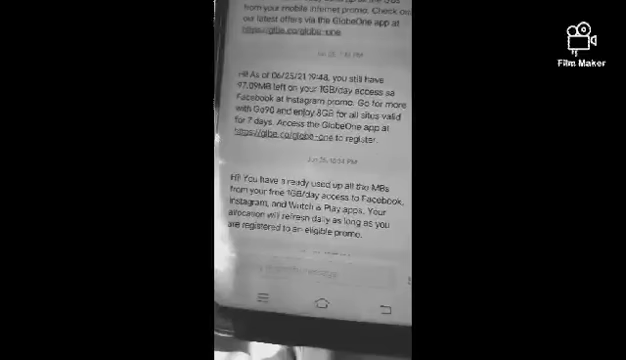 from your mobile internet promo. Check out
our latest offers via the GlobeOne app at
https://glbe.co/globe-one
Film Maker
Hi! As of 06/25/21 19:48, you still have
97.09MB left on your 1GB/day access sa
Facebook at Instagram promo. Go for more
with Go90 and enjoy 8GB for all sites valid
for 7 days. Access the GlobeOne app at
https://glbe.co/globe-one to register.
Hi! You have already used up all the MBs
from your free 1GB/day access to Facebook,
Instagram, and Watch & Play apps. Your
allocation will refresh daily as long as you
are registered to an eligible promo.